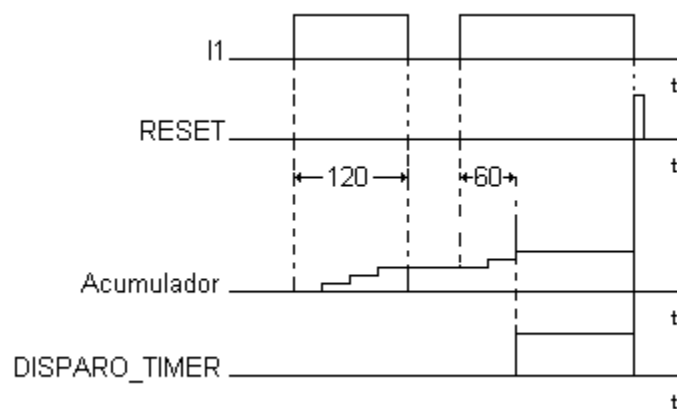 I1
t
RESET
t
120
60
Acumulador
t
DISPARO_TIMER
t